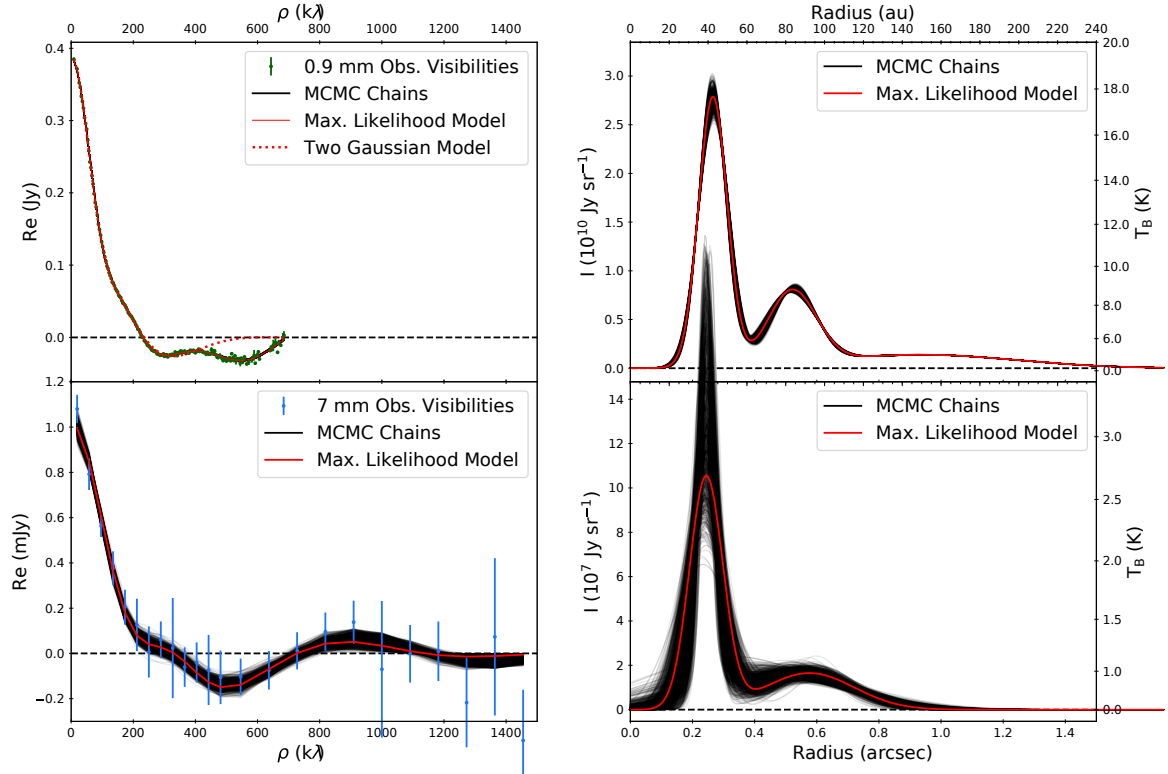 ρ (kλ)
0 200 400 600 800 1000 1200 1400
0.4
0.3
0.2
0.1
0.0
Re (Jy)
0.9 mm Obs. Visibilities
MCMC Chains
Max. Likelihood Model
Two Gaussian Model
Radius (au)
0 20 40 60 80 100 120 140 160 180 200 220 240
3.0
2.5
2.0
1.5
1.0
0.5
0.0
I (10¹⁰ Jy sr⁻¹)
MCMC Chains
Max. Likelihood Model
20.0
18.0
16.0
14.0
12.0
10.0
8.0
6.0
0.0
T_B (K)
1.2
1.0
0.8
0.6
0.4
0.2
0.0
−0.2
Re (mJy)
7 mm Obs. Visibilities
MCMC Chains
Max. Likelihood Model
0 200 400 600 800 1000 1200 1400
ρ (kλ)
14
12
10
8
6
4
2
0
I (10⁷ Jy sr⁻¹)
MCMC Chains
Max. Likelihood Model
3.0
2.5
2.0
1.0
0.0
T_B (K)
0.0 0.2 0.4 0.6 0.8 1.0 1.2 1.4
Radius (arcsec)